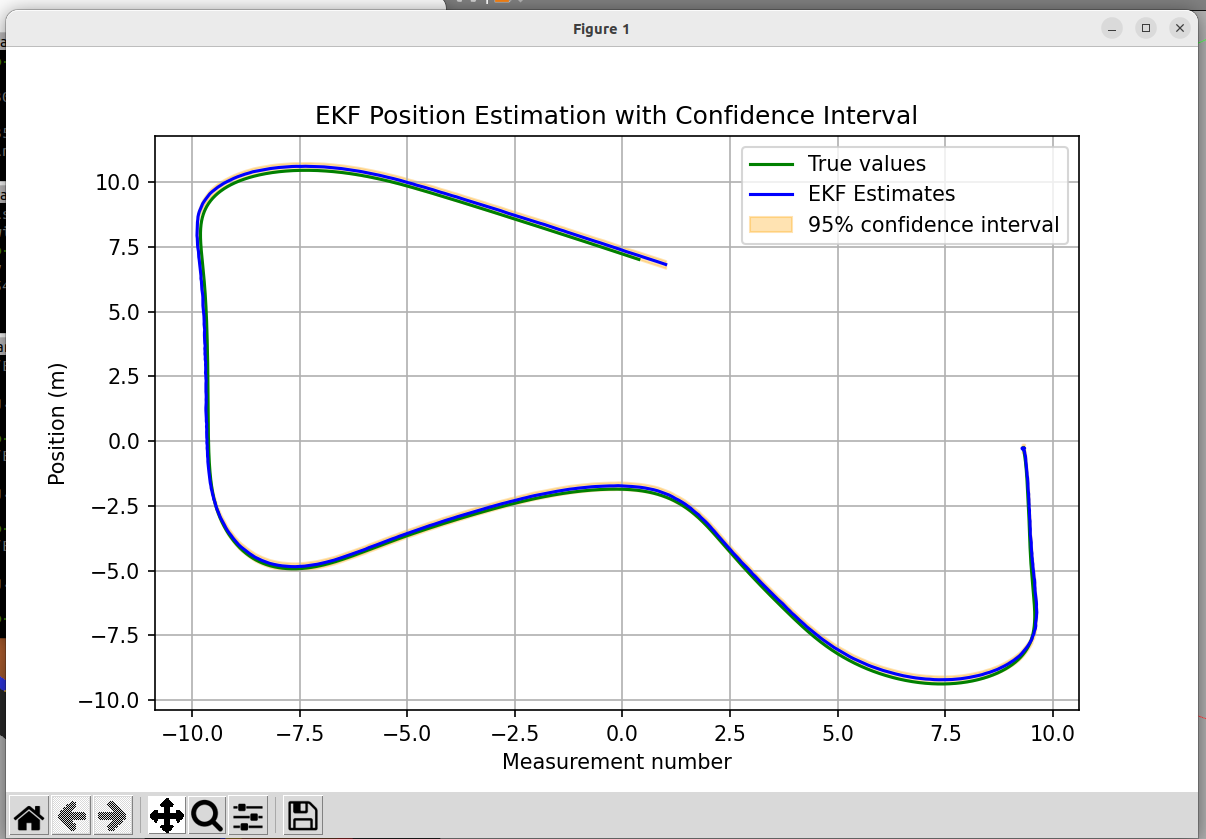 Figure 1
EKF Position Estimation with Confidence Interval
True values
EKF Estimates
95% confidence interval
10.0
7.5
5.0
2.5
0.0
−2.5
−5.0
−7.5
−10.0
Position (m)
−10.0 −7.5 −5.0 −2.5 0.0 2.5 5.0 7.5 10.0
Measurement number